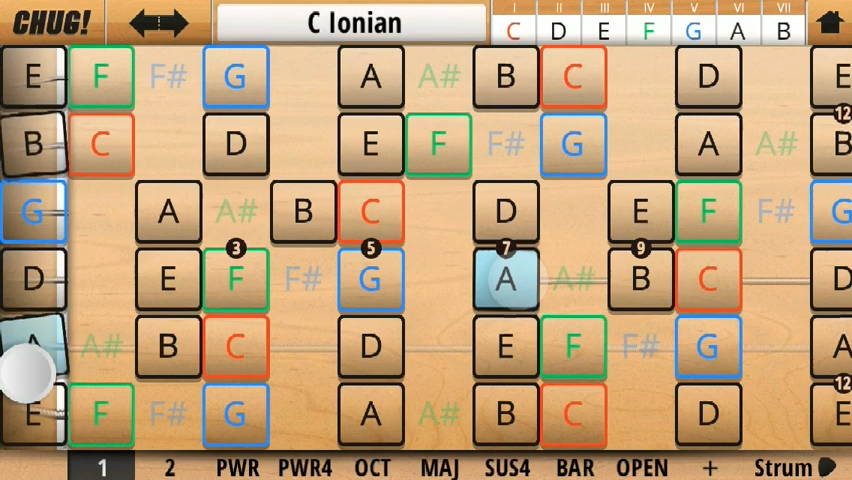 CHUG! C Ionian I II III IV V VI VII
C D E F G A B
E F F# G A A# B C D E
12
B C D E F F# G A A# B
G A A# B C D E F F# G
3 5 7 9
D E F F# G A A# B C D
A A# B C D E F F# G A
12
E F F# G A A# B C D E
1 2 PWR PWR4 OCT MAJ SUS4 BAR OPEN + Strum